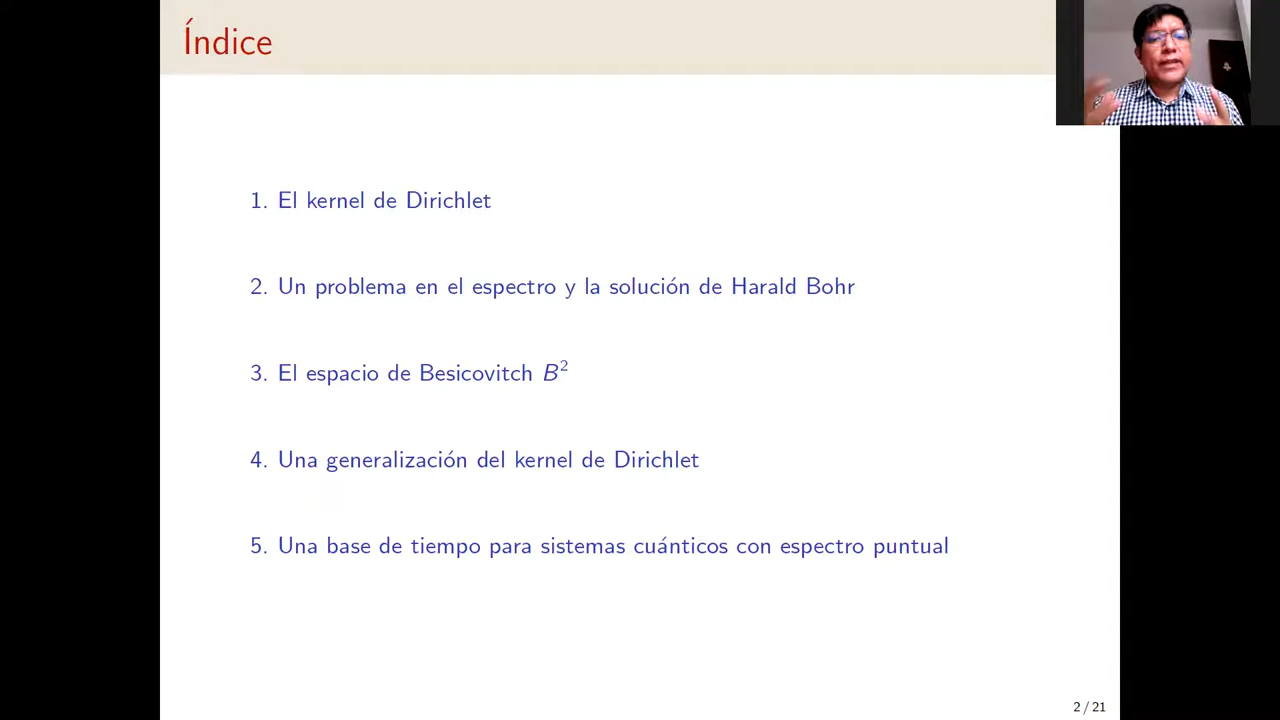 Índice
1. El kernel de Dirichlet
2. Un problema en el espectro y la solución de Harald Bohr
3. El espacio de Besicovitch B²
4. Una generalización del kernel de Dirichlet
5. Una base de tiempo para sistemas cuánticos con espectro puntual
2 / 21